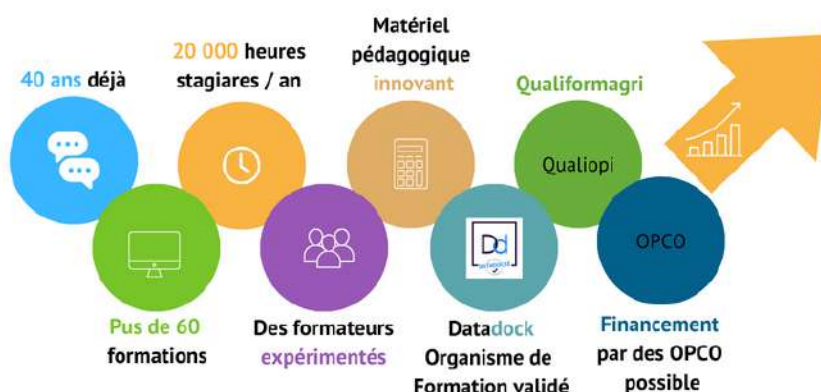 40 ans déjà
20 000 heures
stagiares / an
Matériel
pédagogique
innovant
Qualiformagri
Qualiopi
OPCO
Pus de 60
formations
Des formateurs
expérimentés
Dd
Datadock
Organisme de
Formation validé
Financement
par des OPCO
possible